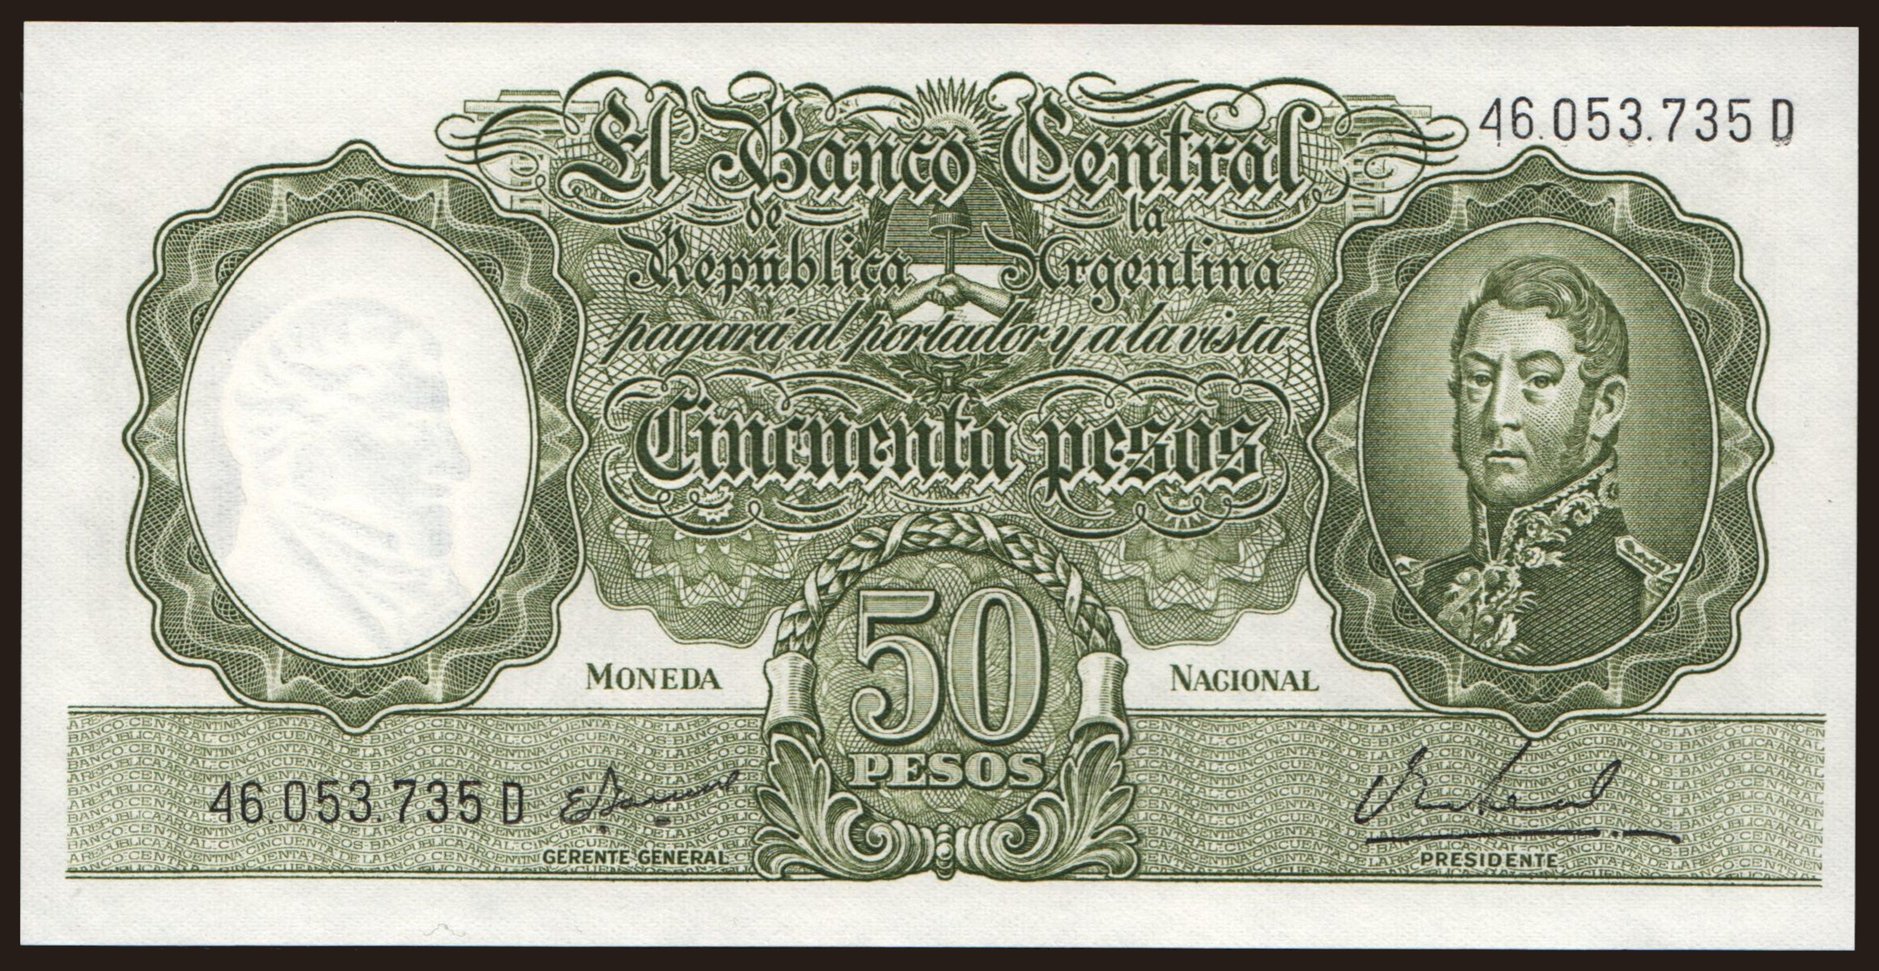 46.053.735 D
El Banco Central
de la
República Argentina
pagará al portador y a la vista
Cincuenta pesos
50
PESOS
MONEDA NACIONAL
46.053.735 D
GERENTE GENERAL
PRESIDENTE